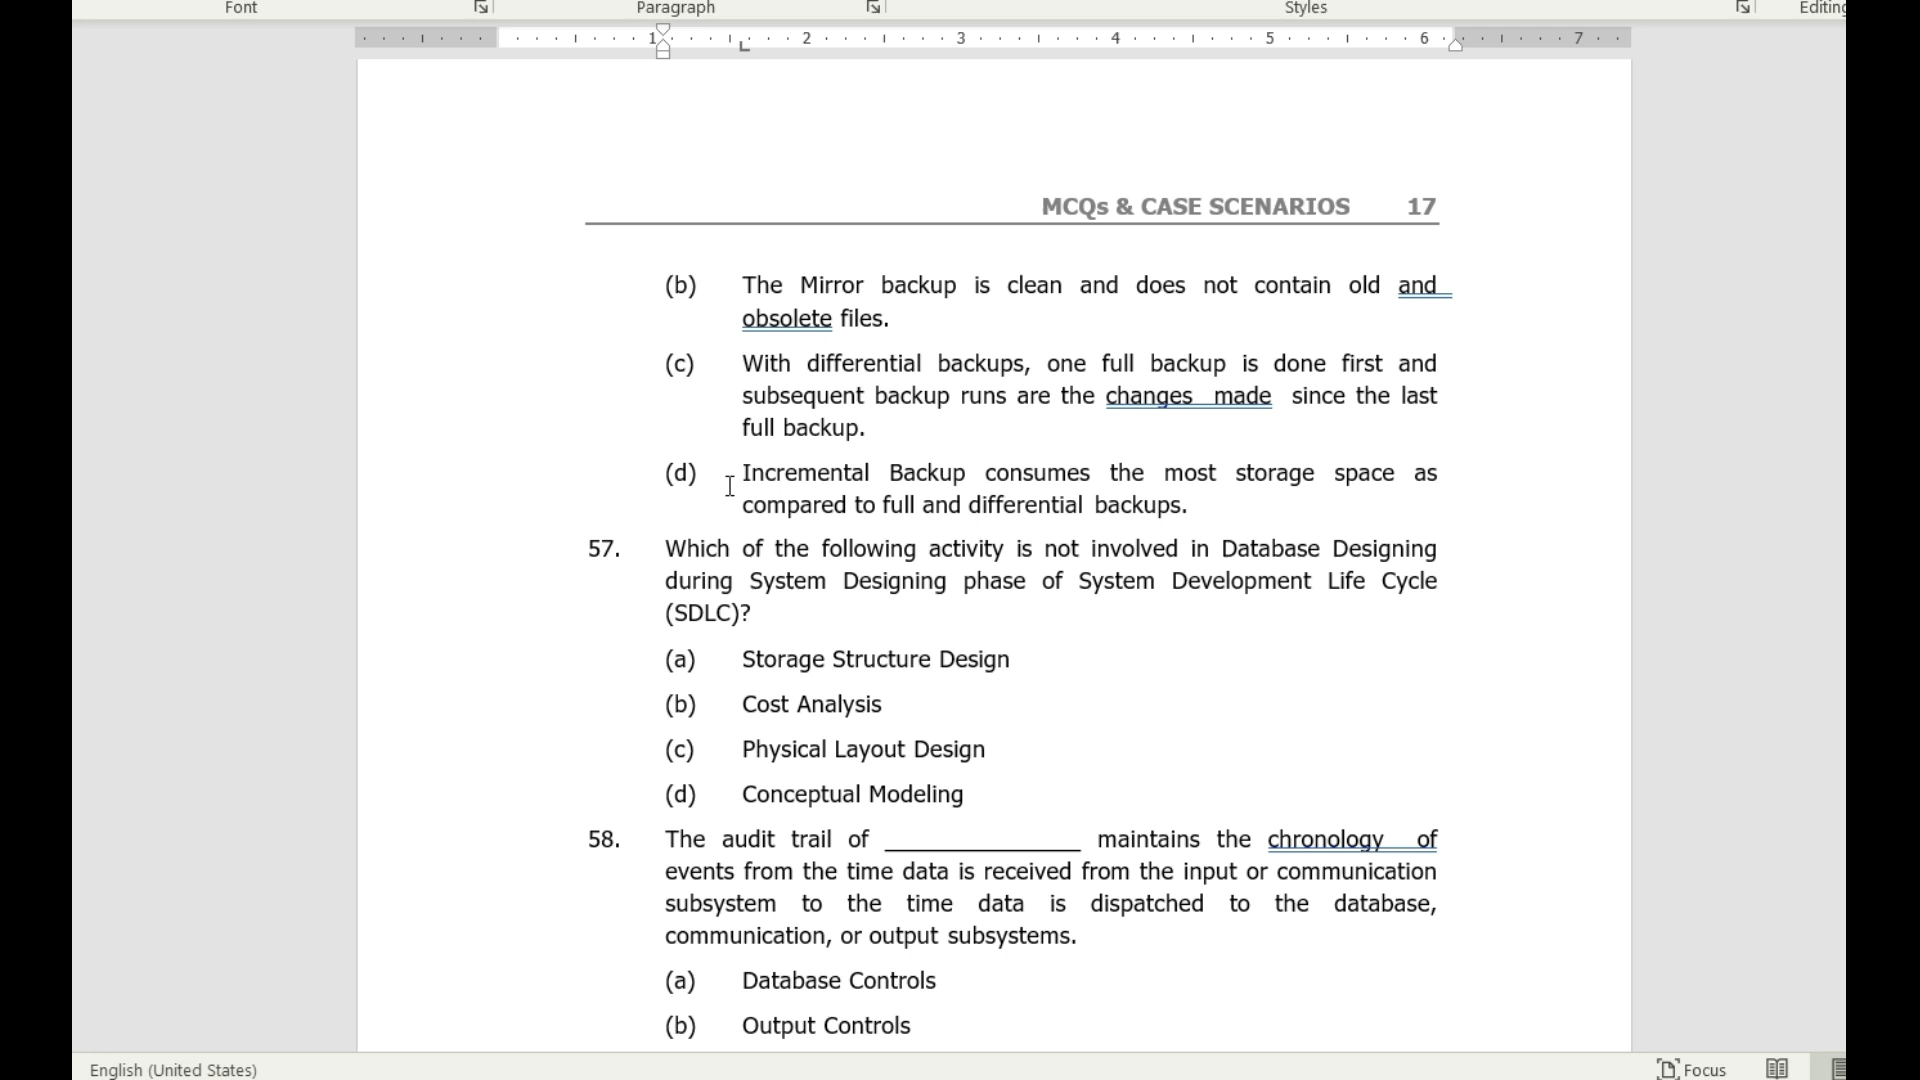 Font Paragraph Styles Editing
1 2 3 4 5 6 7
MCQs & CASE SCENARIOS 17
(b) The Mirror backup is clean and does not contain old and
obsolete files.
(c) With differential backups, one full backup is done first and
subsequent backup runs are the changes made since the last
full backup.
(d) Incremental Backup consumes the most storage space as
compared to full and differential backups.
57. Which of the following activity is not involved in Database Designing
during System Designing phase of System Development Life Cycle
(SDLC)?
(a) Storage Structure Design
(b) Cost Analysis
(c) Physical Layout Design
(d) Conceptual Modeling
58. The audit trail of ________________ maintains the chronology of
events from the time data is received from the input or communication
subsystem to the time data is dispatched to the database,
communication, or output subsystems.
(a) Database Controls
(b) Output Controls
English (United States) Focus